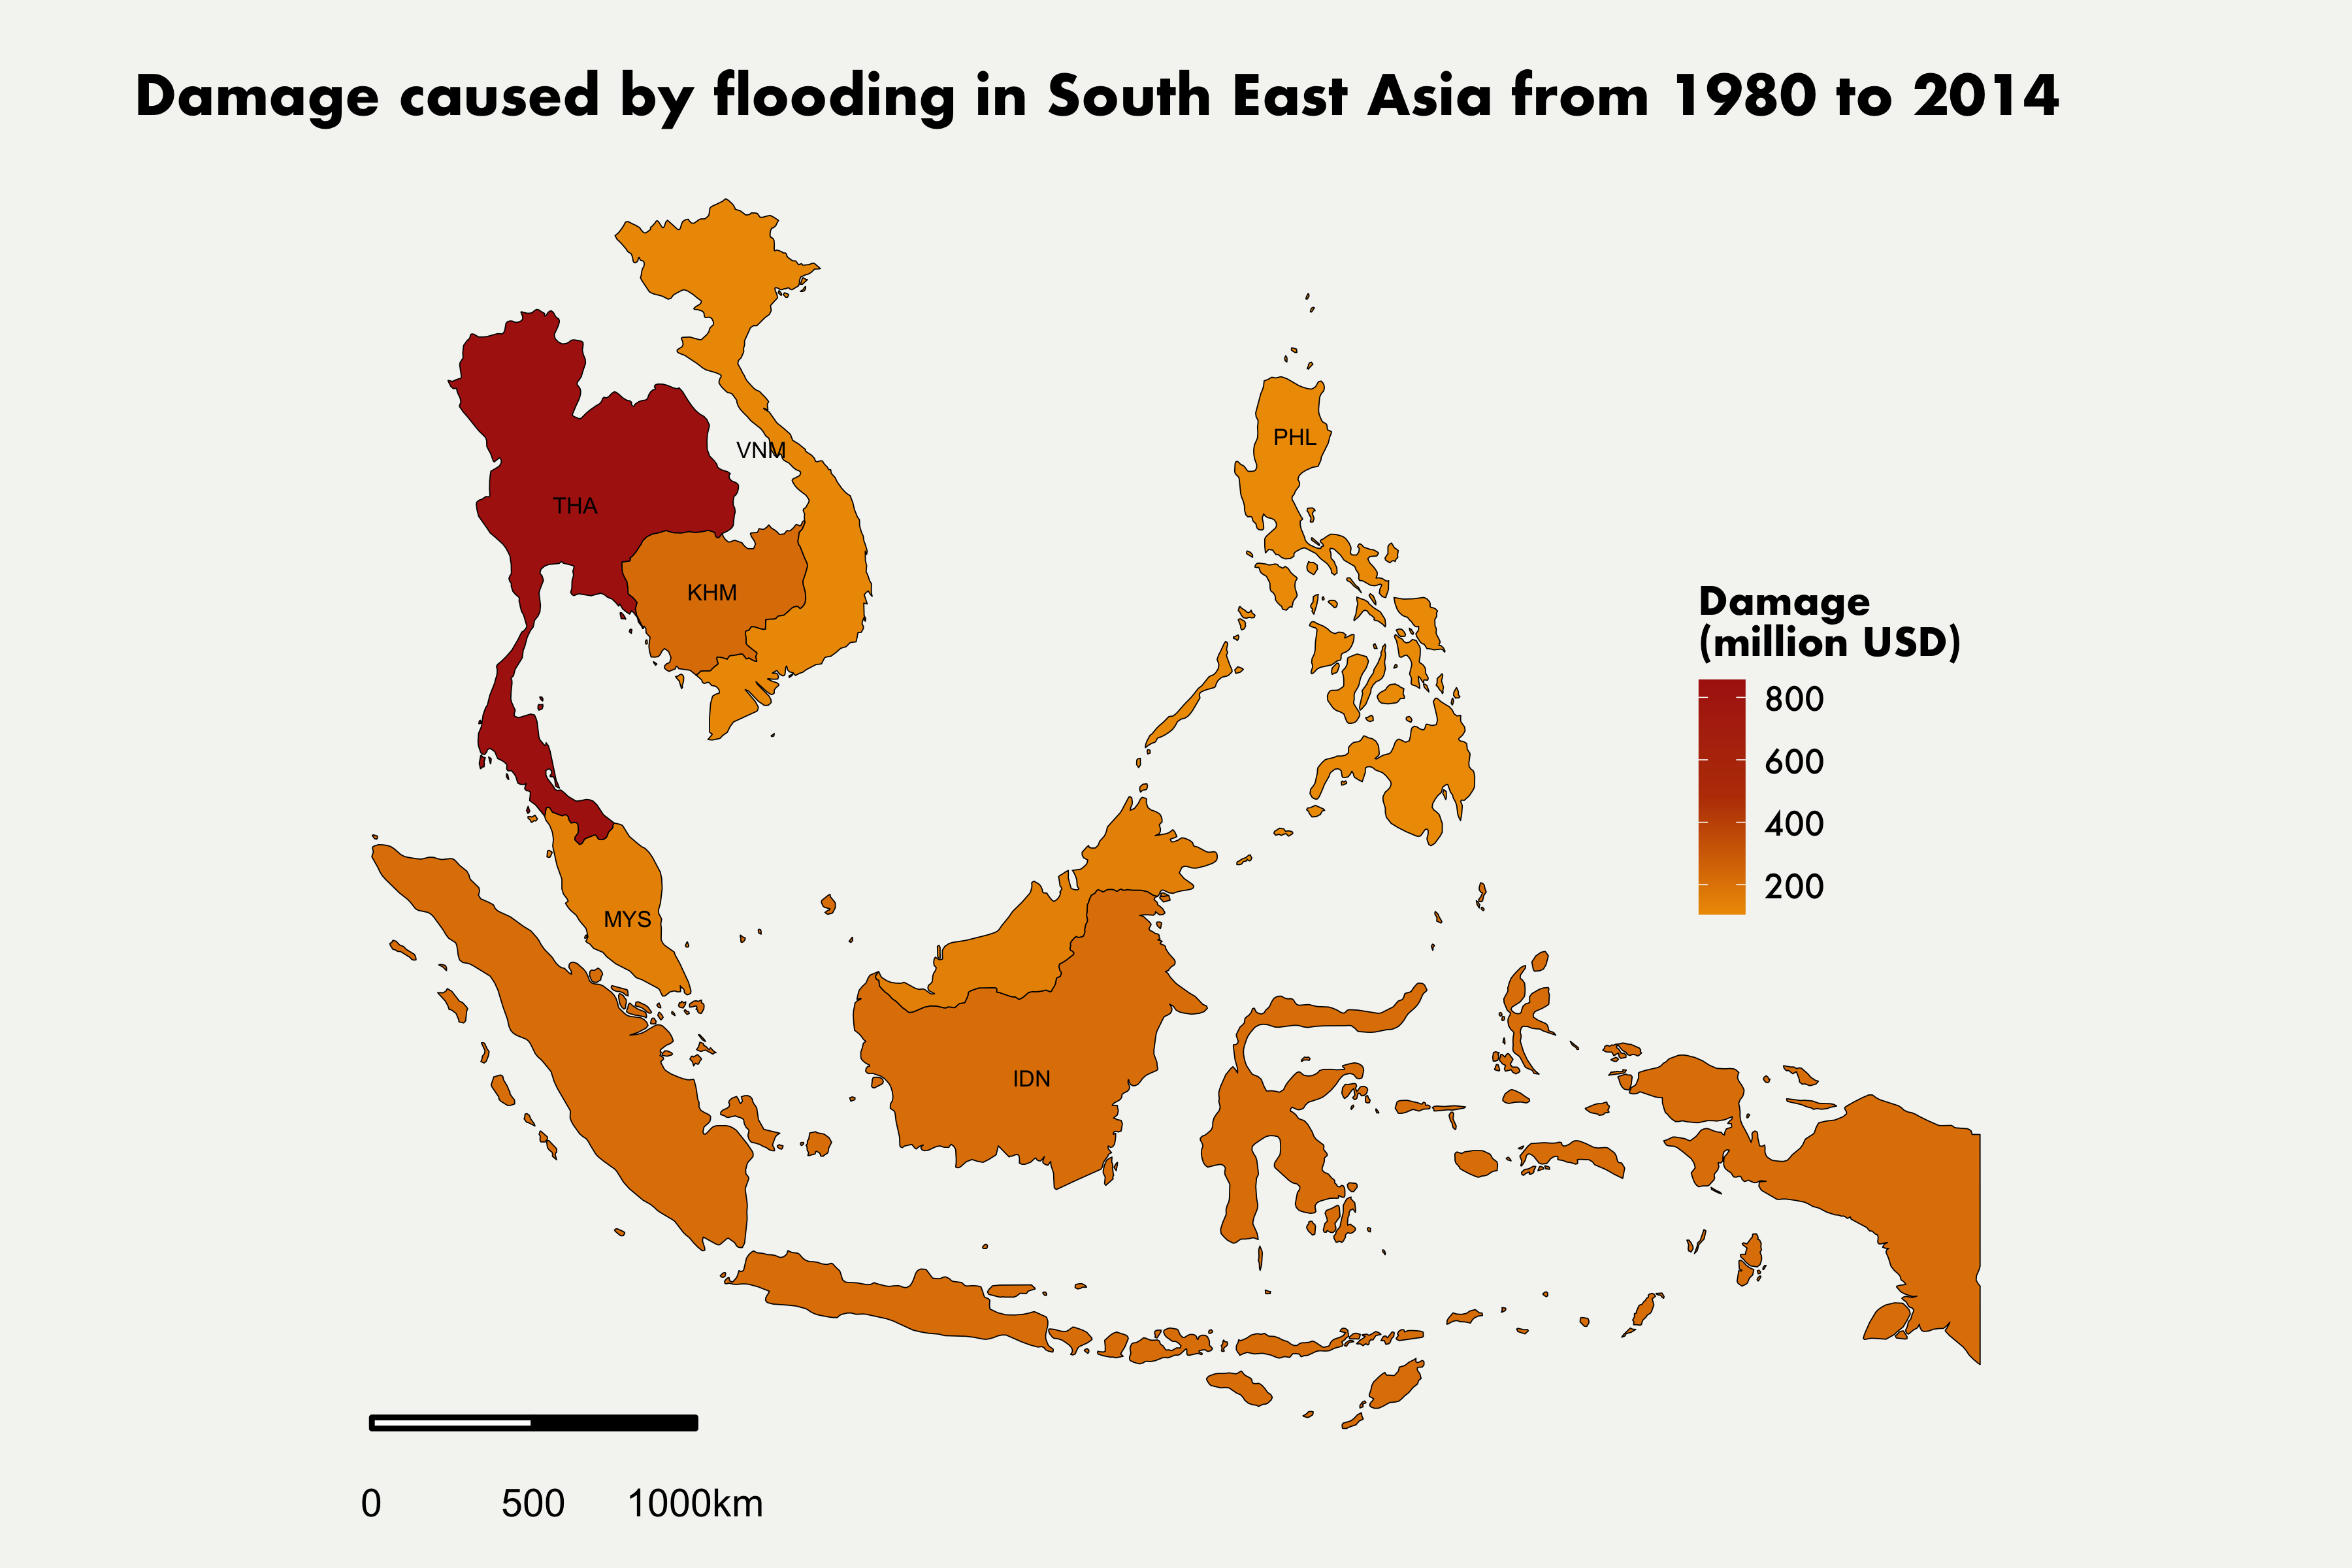 Damage caused by flooding in South East Asia from 1980 to 2014
VNM
PHL
THA
KHM
Damage
(million USD)
800
600
400
200
MYS
IDN
0 500 1000km